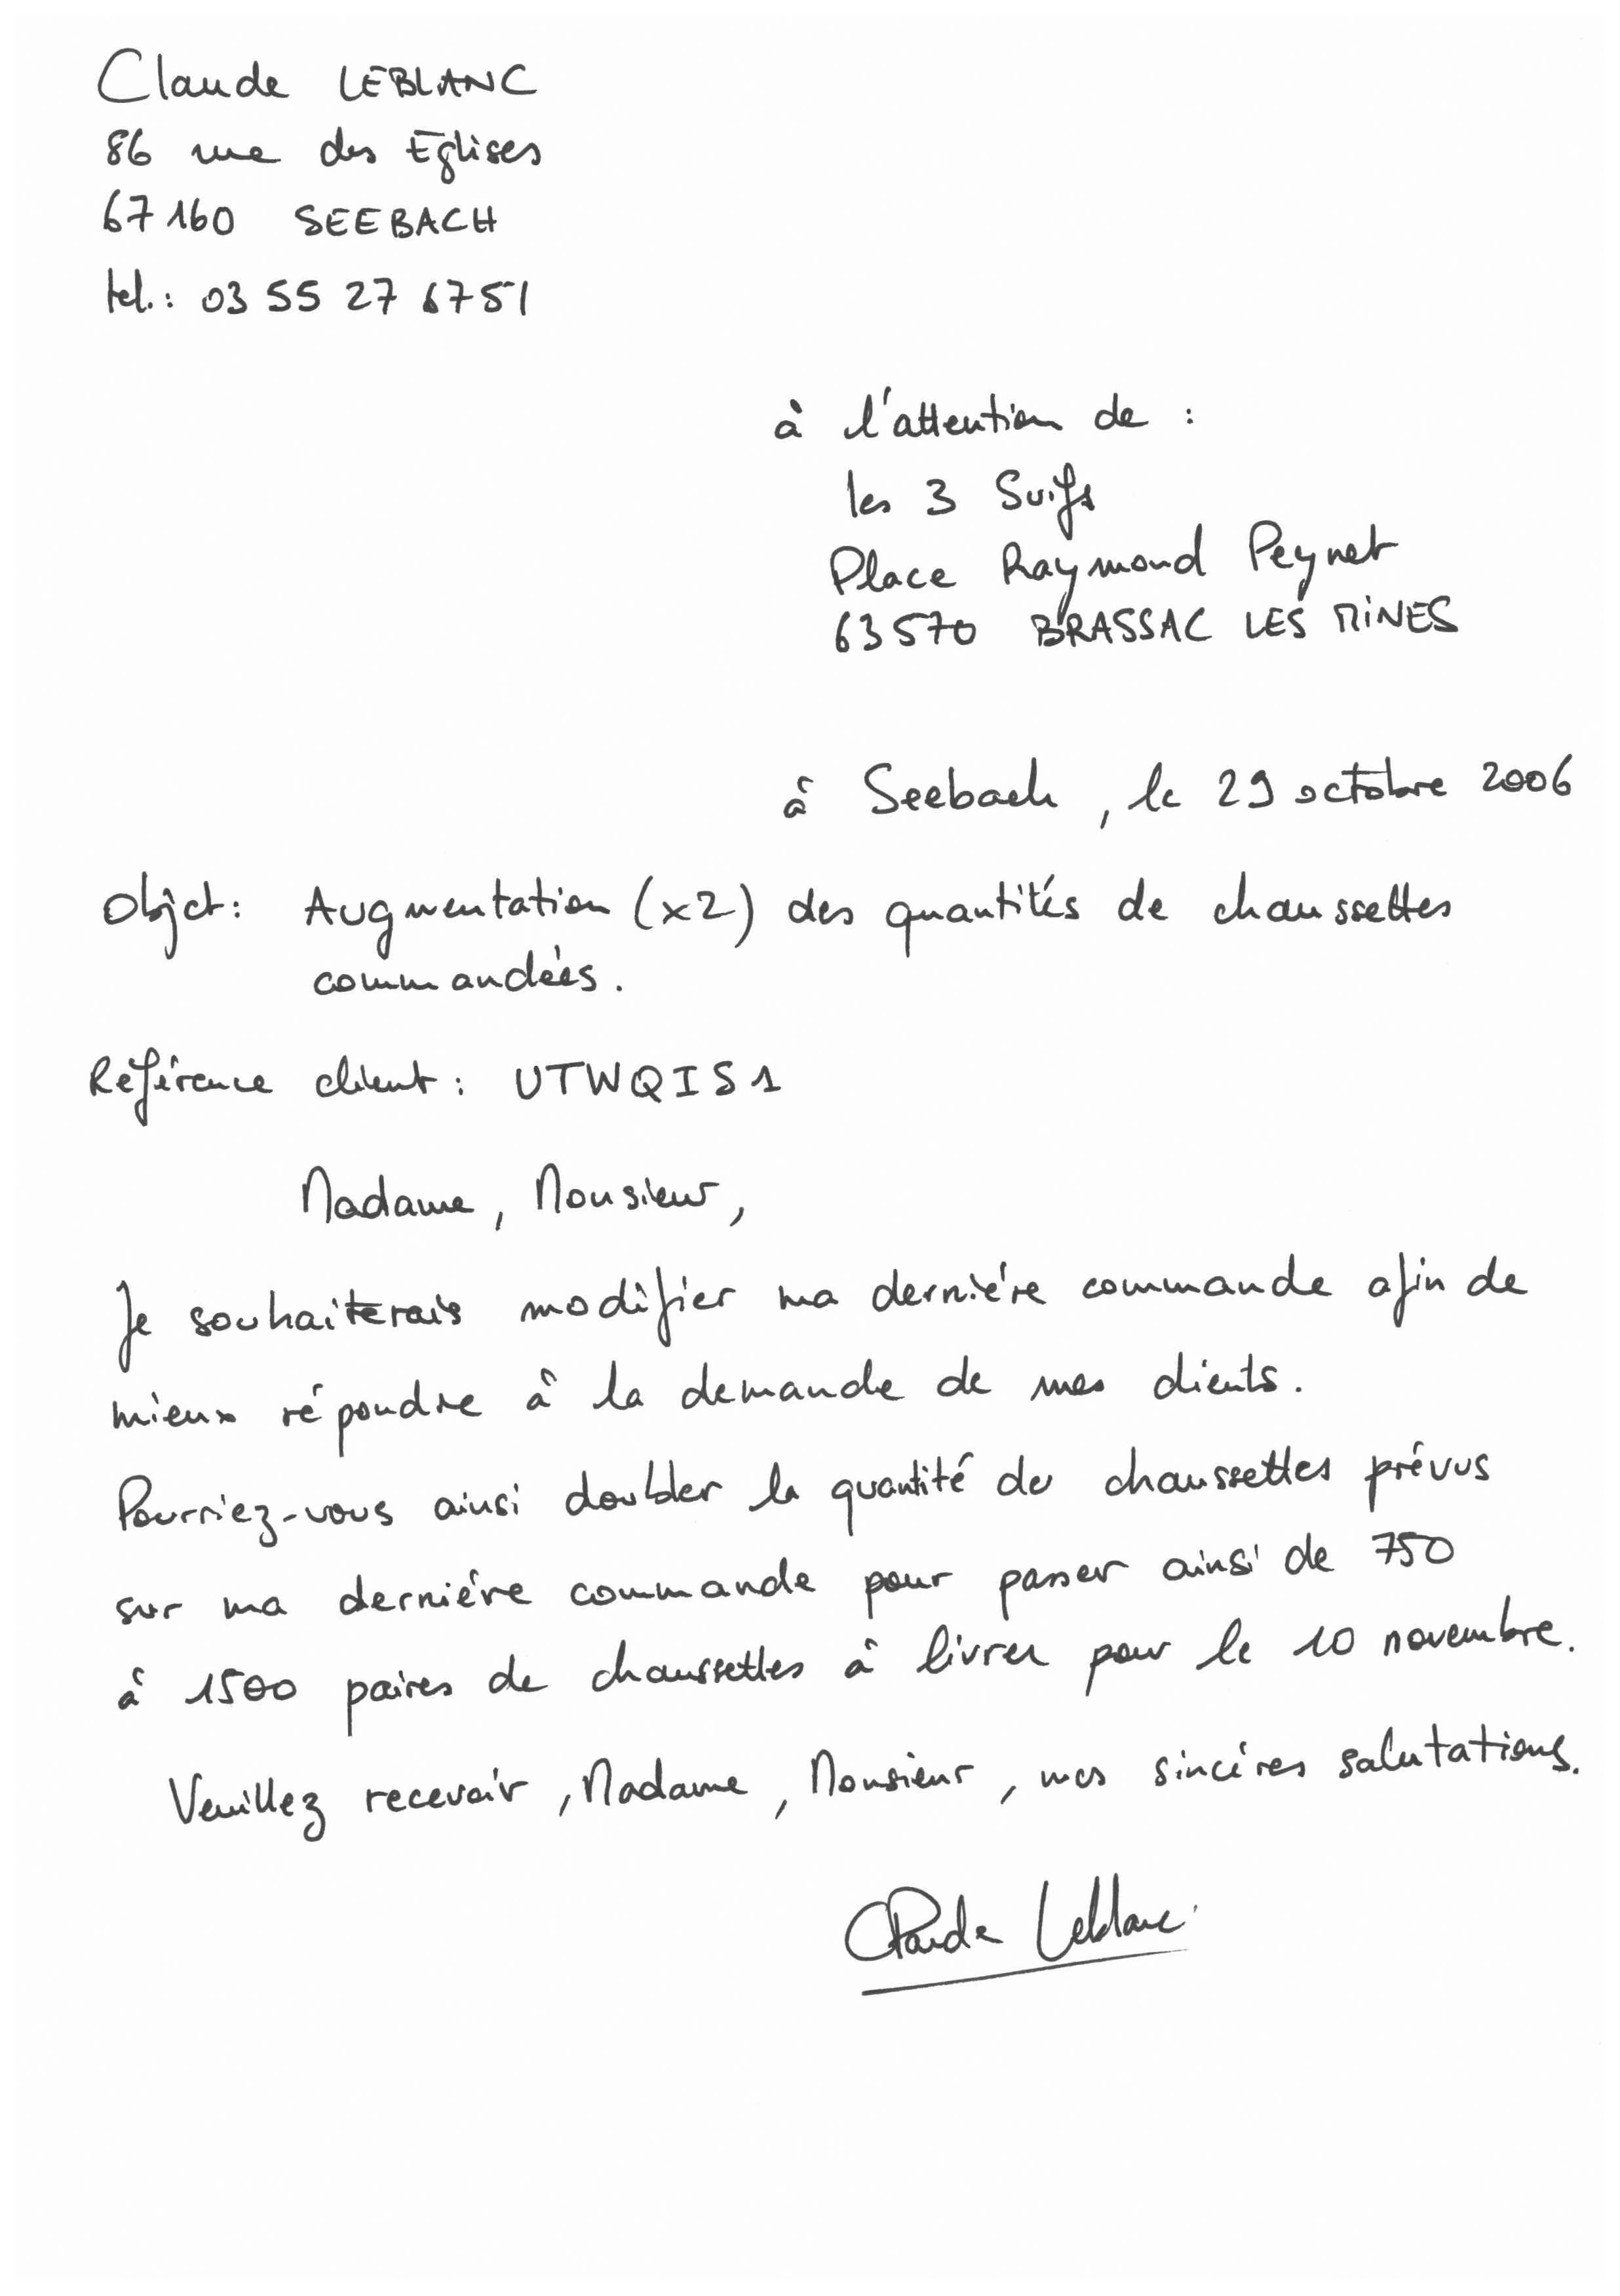 Claude LEBLANC
86 rue des Eglises
67160 SEEBACH
tel.: 03 55 27 6751
à l'attention de :
les 3 Suifs
Place Raymond Peynet
63570 BRASSAC LES MINES
à Seebach, le 29 octobre 2006
Objet: Augmentation (x2) des quantités de chaussettes
commandées.
Référence client: UTWQIS1
Madame, Monsieur,
Je souhaiterais modifier ma dernière commande afin de
mieux répondre à la demande de mes clients.
Pourriez-vous ainsi doubler la quantité de chaussettes prévus
sur ma dernière commande pour passer ainsi de 750
à 1500 paires de chaussettes à livrer pour le 10 novembre.
Veuillez recevoir, Madame, Monsieur, mes sincères salutations.
Claude Leblanc